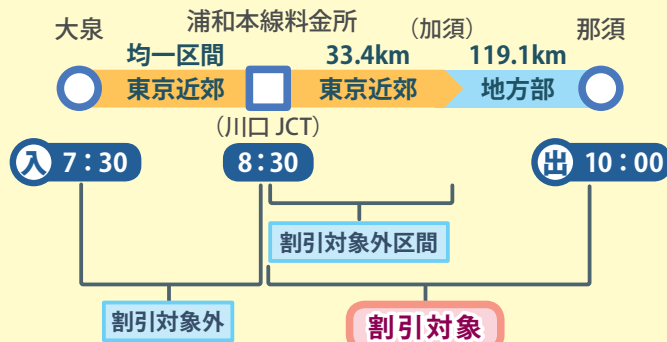 大泉
浦和本線料金所
（加須）
那須
均一区間
33.4km
119.1km
東京近郊
東京近郊
地方部
（川口 JCT）
入 7：30
8：30
出 10：00
割引対象外区間
割引対象外
割引対象